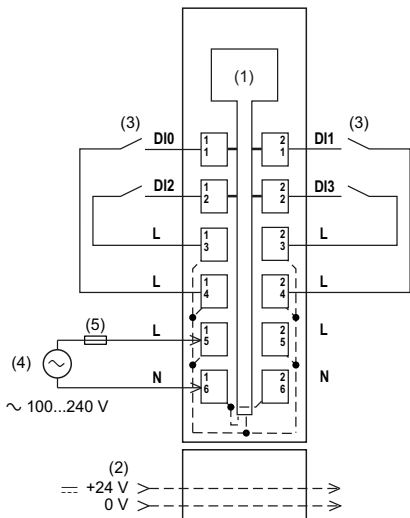 (1)
(3) (3)
DI0 1 1 2 1 DI1
DI2 1 2 2 2 DI3
L 1 3 2 3 L
L 1 4 2 4 L
(5) L 1 5 2 5 L
(4)
N 1 6 2 6 N
~ 100...240 V
(2)
⎓ +24 V
0 V